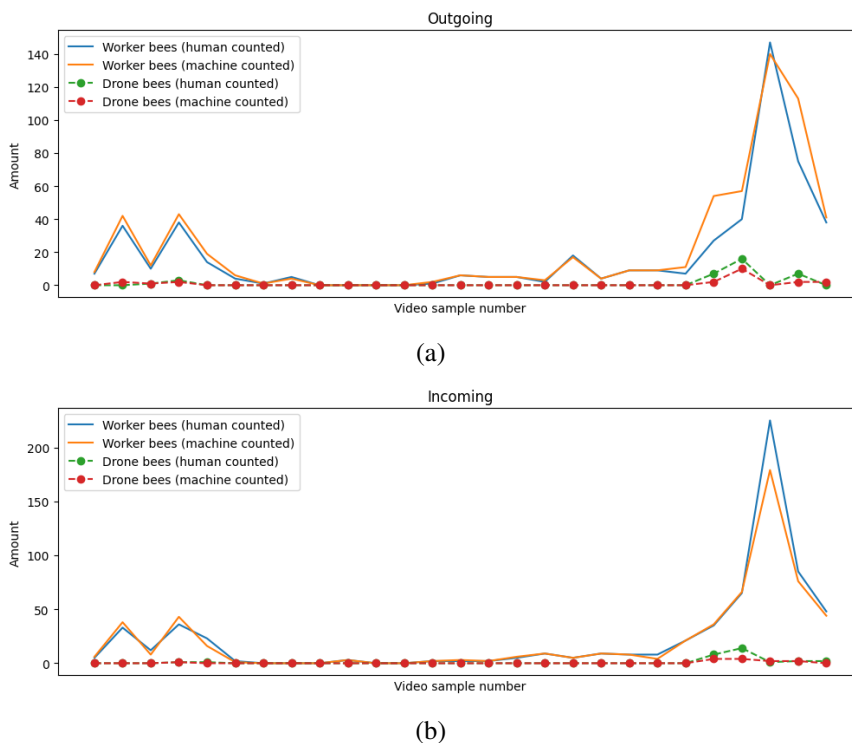 Outgoing
Worker bees (human counted)
Worker bees (machine counted)
Drone bees (human counted)
Drone bees (machine counted)
140
120
100
80
60
40
20
0
Amount
Video sample number
(a)
Incoming
Worker bees (human counted)
Worker bees (machine counted)
Drone bees (human counted)
Drone bees (machine counted)
200
150
100
50
0
Amount
Video sample number
(b)